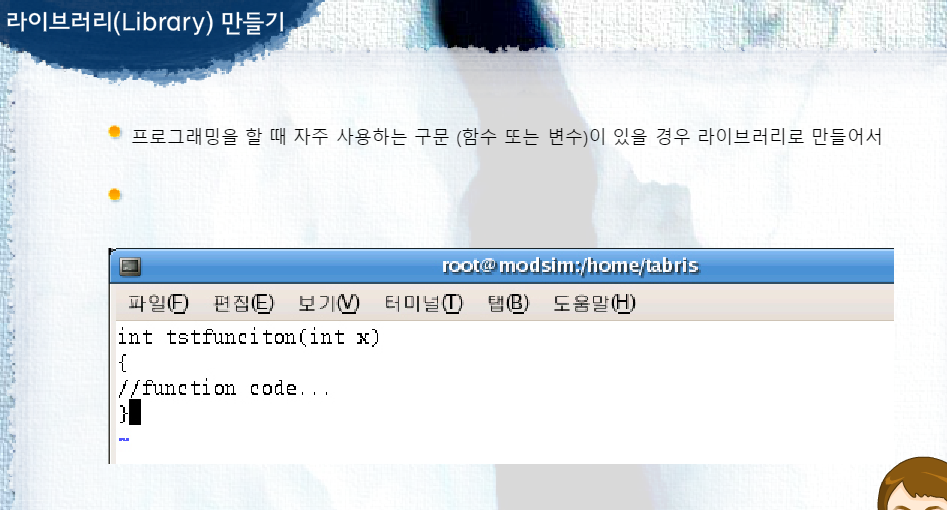 라이브러리(Library) 만들기
프로그래밍을 할 때 자주 사용하는 구문 (함수 또는 변수)이 있을 경우 라이브러리로 만들어서
root@modsim:/home/tabris
파일(F) 편집(E) 보기(V) 터미널(T) 탭(B) 도움말(H)
int tstfunciton(int x)
{
//function code...
}
~